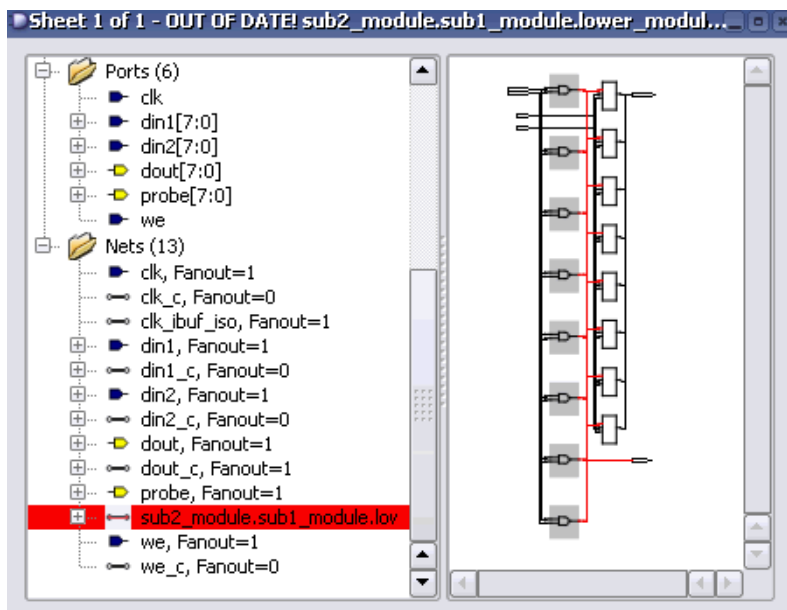 Sheet 1 of 1 - OUT OF DATE! sub2_module.sub1_module.lower_modul...
Ports (6)
clk
din1[7:0]
din2[7:0]
dout[7:0]
probe[7:0]
we
Nets (13)
clk, Fanout=1
clk_c, Fanout=0
clk_ibuf_iso, Fanout=1
din1, Fanout=1
din1_c, Fanout=0
din2, Fanout=1
din2_c, Fanout=0
dout, Fanout=1
dout_c, Fanout=1
probe, Fanout=1
sub2_module.sub1_module.lov
we, Fanout=1
we_c, Fanout=0